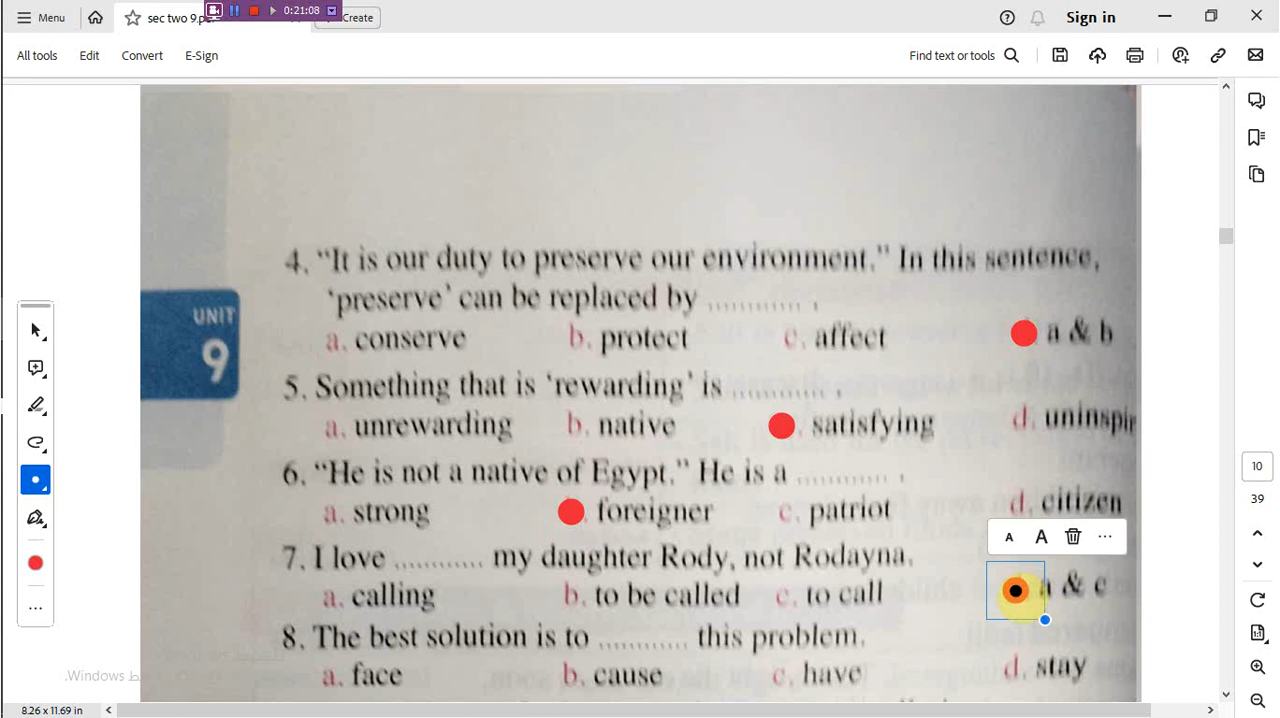 Menu
sec two 9.p
0:21:08
Create
Sign in
All tools
Edit
Convert
E-Sign
Find text or tools
UNIT
9
4. “It is our duty to preserve our environment.” In this sentence,
‘preserve’ can be replaced by ............ .
a. conserve b. protect c. affect a & b
5. Something that is ‘rewarding’ is ............ .
a. unrewarding b. native satisfying d. uninspir
6. “He is not a native of Egypt.” He is a ............ .
a. strong foreigner c. patriot d. citizen
7. I love ............ my daughter Rody, not Rodayna.
a. calling b. to be called c. to call a & c
8. The best solution is to ............ this problem.
a. face b. cause c. have d. stay
A A
10
39
Windows
8.26 x 11.69 in